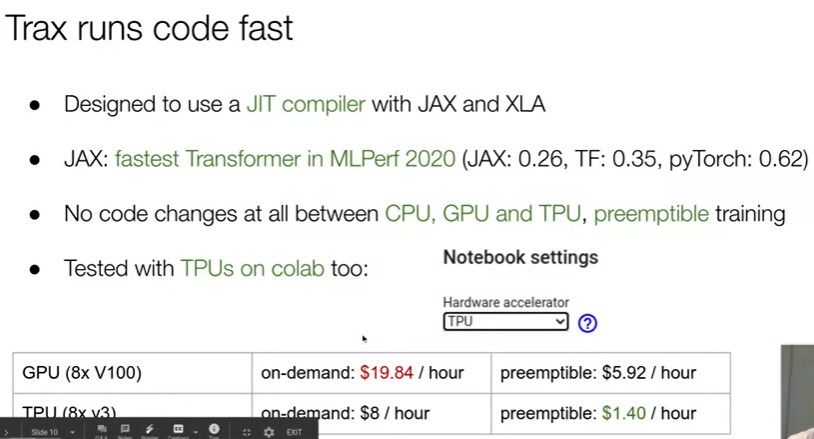 Trax runs code fast
● Designed to use a JIT compiler with JAX and XLA
● JAX: fastest Transformer in MLPerf 2020 (JAX: 0.26, TF: 0.35, pyTorch: 0.62)
● No code changes at all between CPU, GPU and TPU, preemptible training
● Tested with TPUs on colab too:
Notebook settings
Hardware accelerator
TPU
?
GPU (8x V100) on-demand: $19.84 / hour preemptible: $5.92 / hour
TPU (8x v3) on-demand: $8 / hour preemptible: $1.40 / hour
Slide 10 EXIT